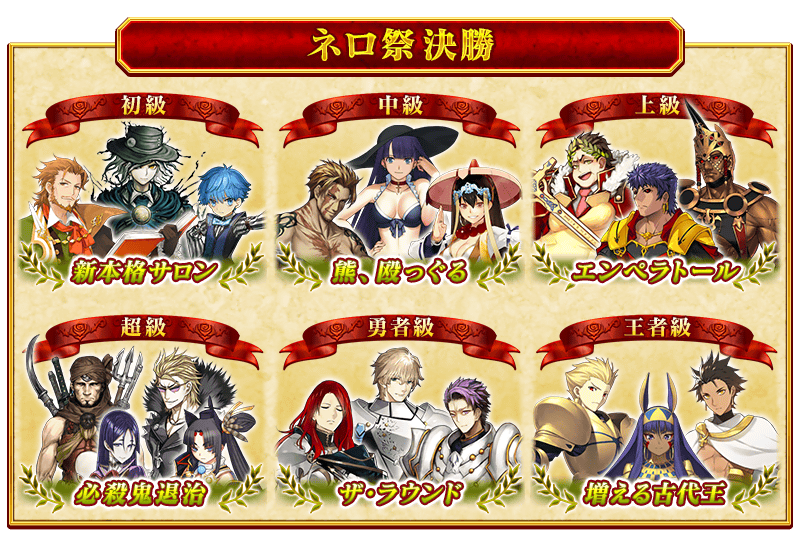 ネロ祭 決勝
初級
中級
上級
新本格サロン
熊、殴っぐる
エンペラトール
超級
勇者級
王者級
必殺鬼退治
ザ・ラウンド
増える古代王